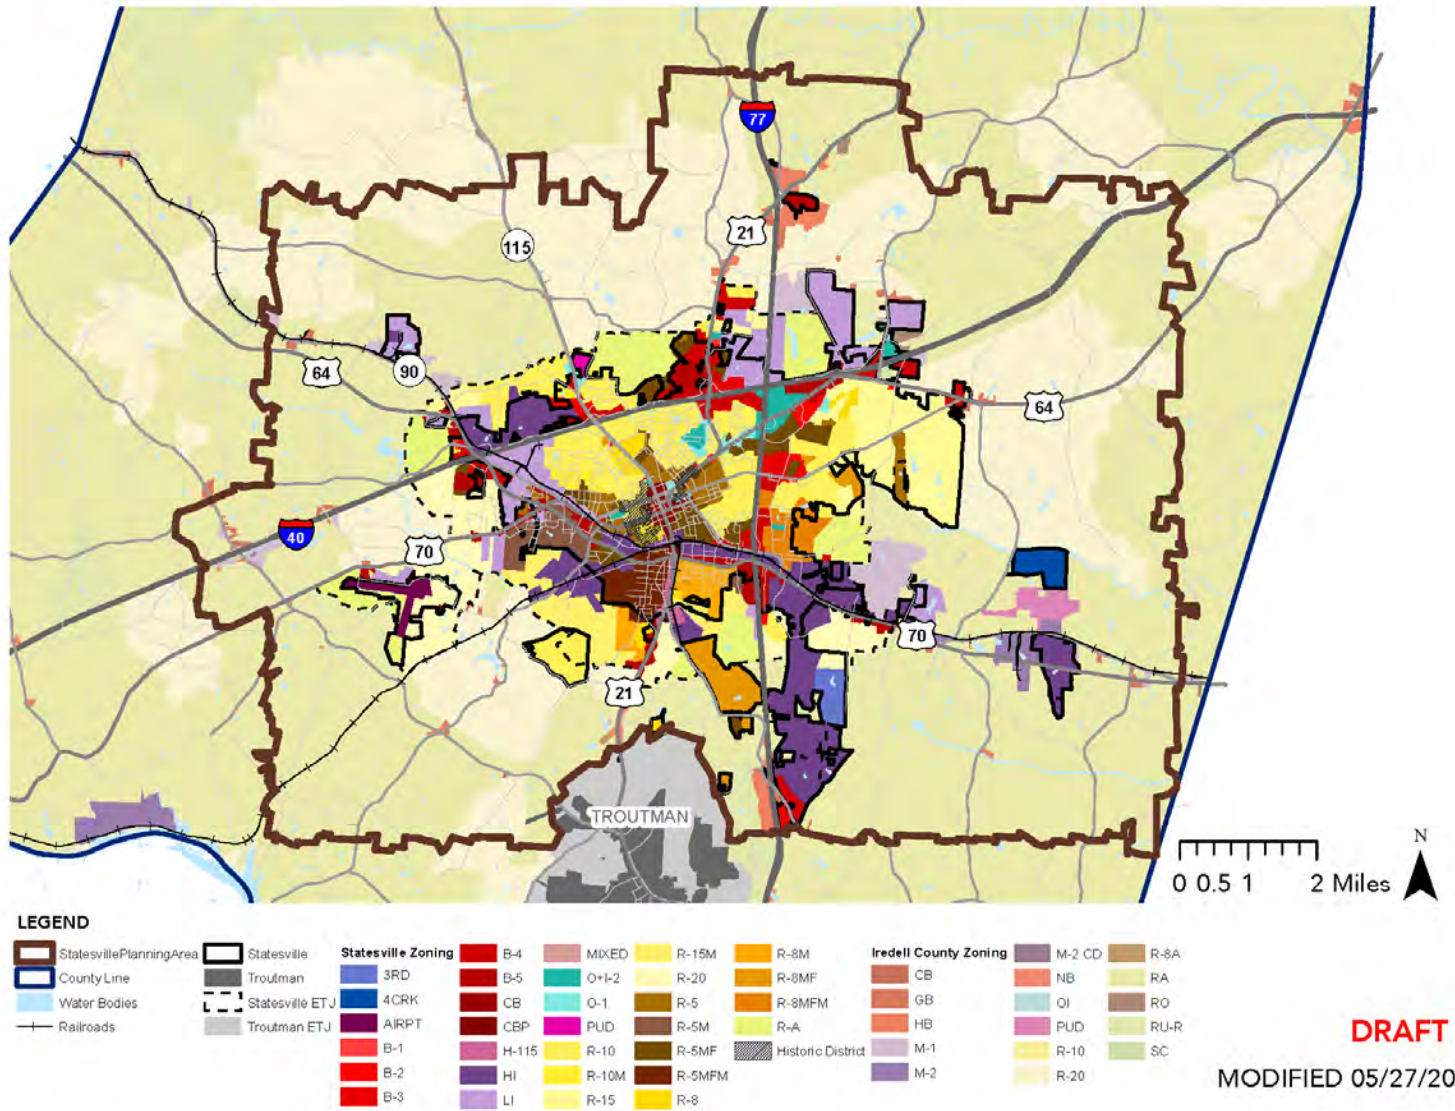 77
21
115
64
90
64
40
70
70
21
TROUTMAN
N
0 0.5 1 2 Miles
LEGEND
StatesvillePlanningArea
County Line
Water Bodies
Railroads
Statesville
Troutman
Statesville ETJ
Troutman ETJ
Statesville Zoning
3RD
4CRK
AIRPT
B-1
B-2
B-3
B-4
B-5
CB
CBP
H-115
HI
LI
MIXED
O+I-2
O-1
PUD
R-10
R-10M
R-15
R-15M
R-20
R-5
R-5M
R-5MF
R-5MFM
R-8
R-8M
R-8MF
R-8MFM
R-A
Historic District
Iredell County Zoning
CB
GB
HB
M-1
M-2
M-2 CD
NB
OI
PUD
R-10
R-20
R-8A
RA
RO
RU-R
SC
DRAFT
MODIFIED 05/27/20